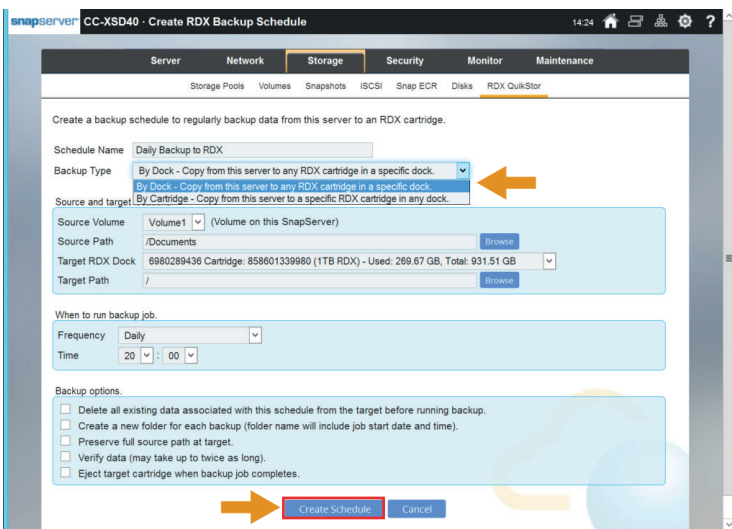 snapserver CC-XSD40 · Create RDX Backup Schedule 14:24 ?
Server Network Storage Security Monitor Maintenance
Storage Pools Volumes Snapshots iSCSI Snap ECR Disks RDX QuikStor
Create a backup schedule to regularly backup data from this server to an RDX cartridge.
Schedule Name Daily Backup to RDX
Backup Type By Dock - Copy from this server to any RDX cartridge in a specific dock.
By Dock - Copy from this server to any RDX cartridge in a specific dock.
By Cartridge - Copy from this server to a specific RDX cartridge in any dock.
Source and target
Source Volume Volume1 (Volume on this SnapServer)
Source Path /Documents Browse
Target RDX Dock 6980289436 Cartridge: 858601339980 (1TB RDX) - Used: 269.67 GB, Total: 931.51 GB
Target Path / Browse
When to run backup job.
Frequency Daily
Time 20 : 00
Backup options.
Delete all existing data associated with this schedule from the target before running backup.
Create a new folder for each backup (folder name will include job start date and time).
Preserve full source path at target.
Verify data (may take up to twice as long).
Eject target cartridge when backup job completes.
Create Schedule Cancel